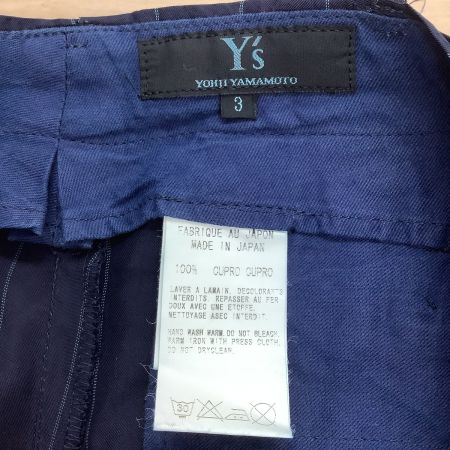 Y's
YOHJI YAMAMOTO
3
FABRIQUE AU JAPON
MADE IN JAPAN
100% CUPRO CUPRO
LAVER A LAMAIN. DECOLORANTS
INTERDITS. REPASSER AU FER
DOUX AVEC UNE ETOFFE.
NETTOYAGE ASEC INTERDIT.
HAND WASH WARM.DO NOT BLEACH.
WARM IRON WITH PRESS CLOTH.
DO NOT DRYCLEAN.
30